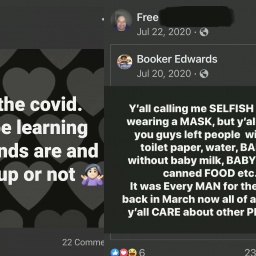 the covid.
e learning
nds are and
up or not 🤷🏻‍♀️
22 Comme
Free
Jul 22, 2020 ·
Booker Edwards
Jul 20, 2020 ·
Y'all calling me SELFISH
wearing a MASK, but y'al
you guys left people wi
toilet paper, water, BA
without baby milk, BABY
canned FOOD etc.
It was Every MAN for the
back in March now all of a
y'all CARE about other P
6
23